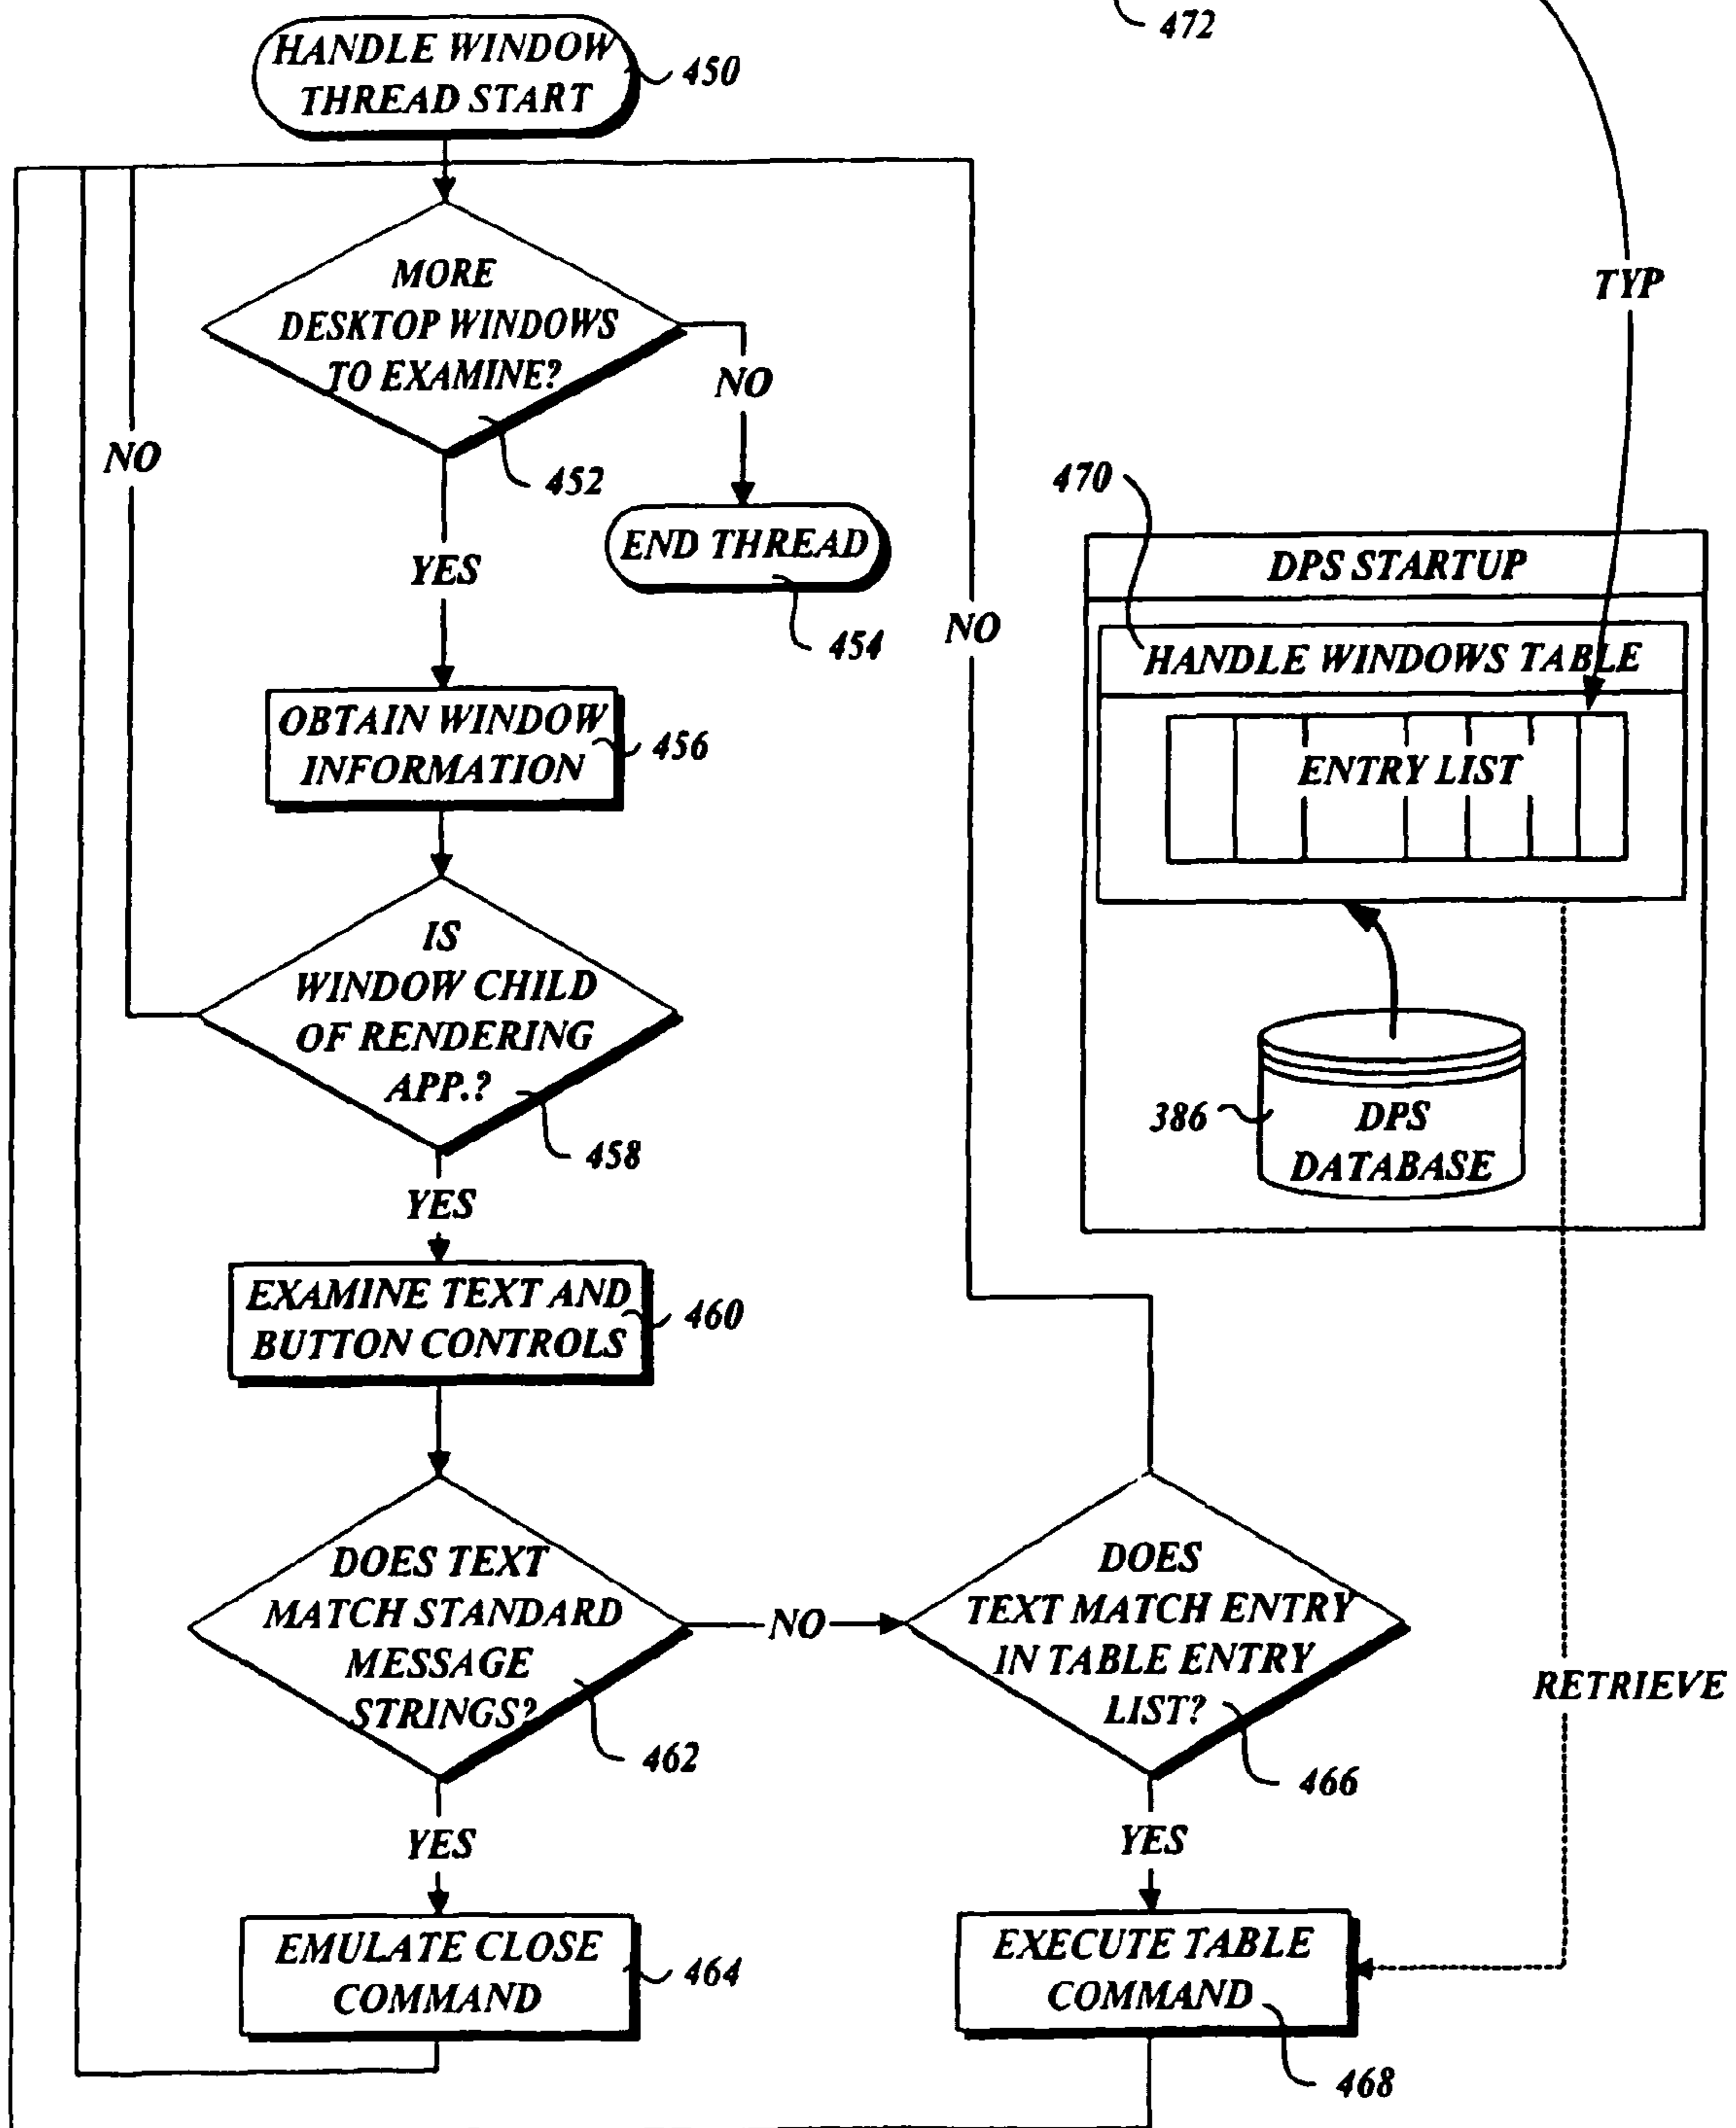 472
HANDLE WINDOW
THREAD START
450
TYP
MORE
DESKTOP WINDOWS
TO EXAMINE?
NO
NO
452
470
END THREAD
YES
454
NO
DPS STARTUP
HANDLE WINDOWS TABLE
ENTRY LIST
OBTAIN WINDOW
INFORMATION
456
IS
WINDOW CHILD
OF RENDERING
APP.?
458
386
DPS
DATABASE
YES
EXAMINE TEXT AND
BUTTON CONTROLS
460
DOES TEXT
MATCH STANDARD
MESSAGE
STRINGS?
NO
462
DOES
TEXT MATCH ENTRY
IN TABLE ENTRY
LIST?
466
RETRIEVE
YES
YES
EMULATE CLOSE
COMMAND
464
EXECUTE TABLE
COMMAND
468